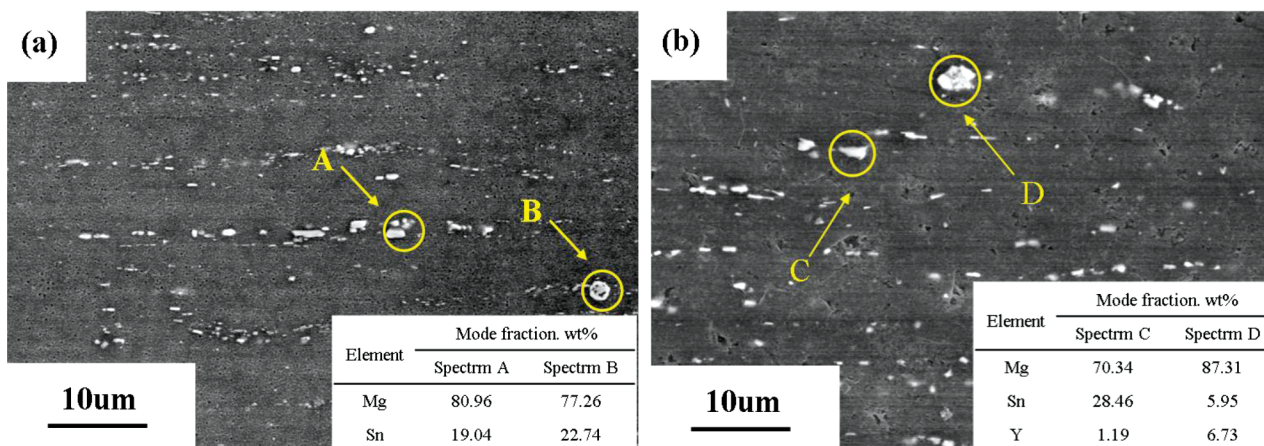 (a)
A
B
Element Mode fraction. wt%
Spectrm A Spectrm B
Mg 80.96 77.26
Sn 19.04 22.74
10um
(b)
D
C
Element Mode fraction. wt%
Spectrm C Spectrm D
Mg 70.34 87.31
Sn 28.46 5.95
Y 1.19 6.73
10um